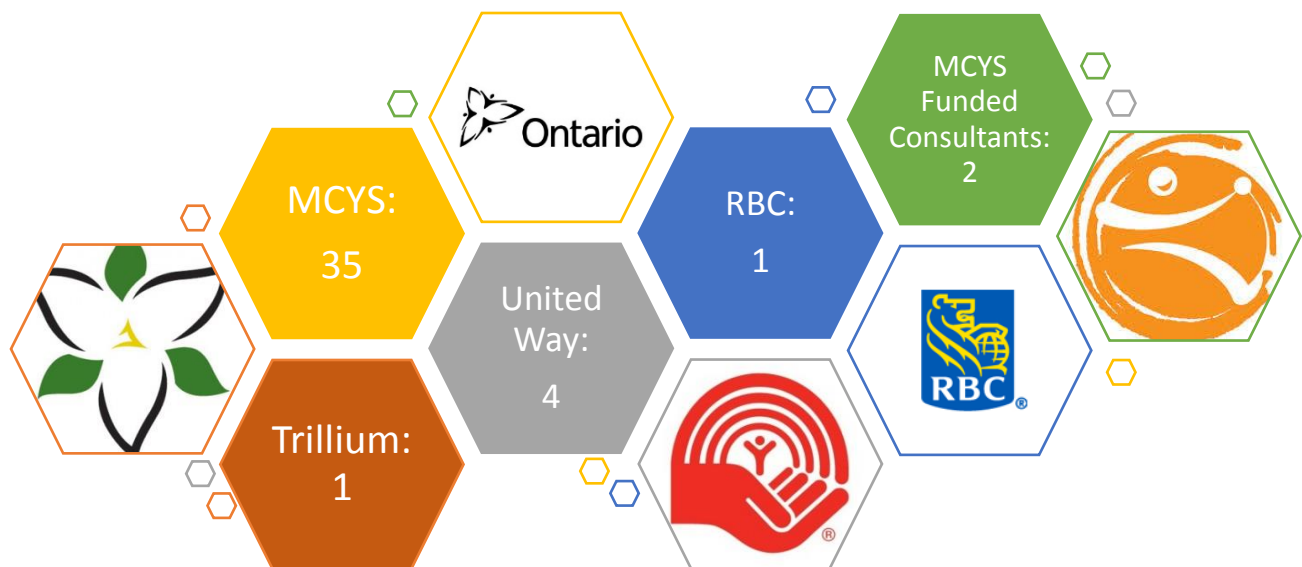 Ontario
MCYS:
35
Trillium:
1
United
Way:
4
RBC:
1
MCYS
Funded
Consultants:
2
RBC
®
®